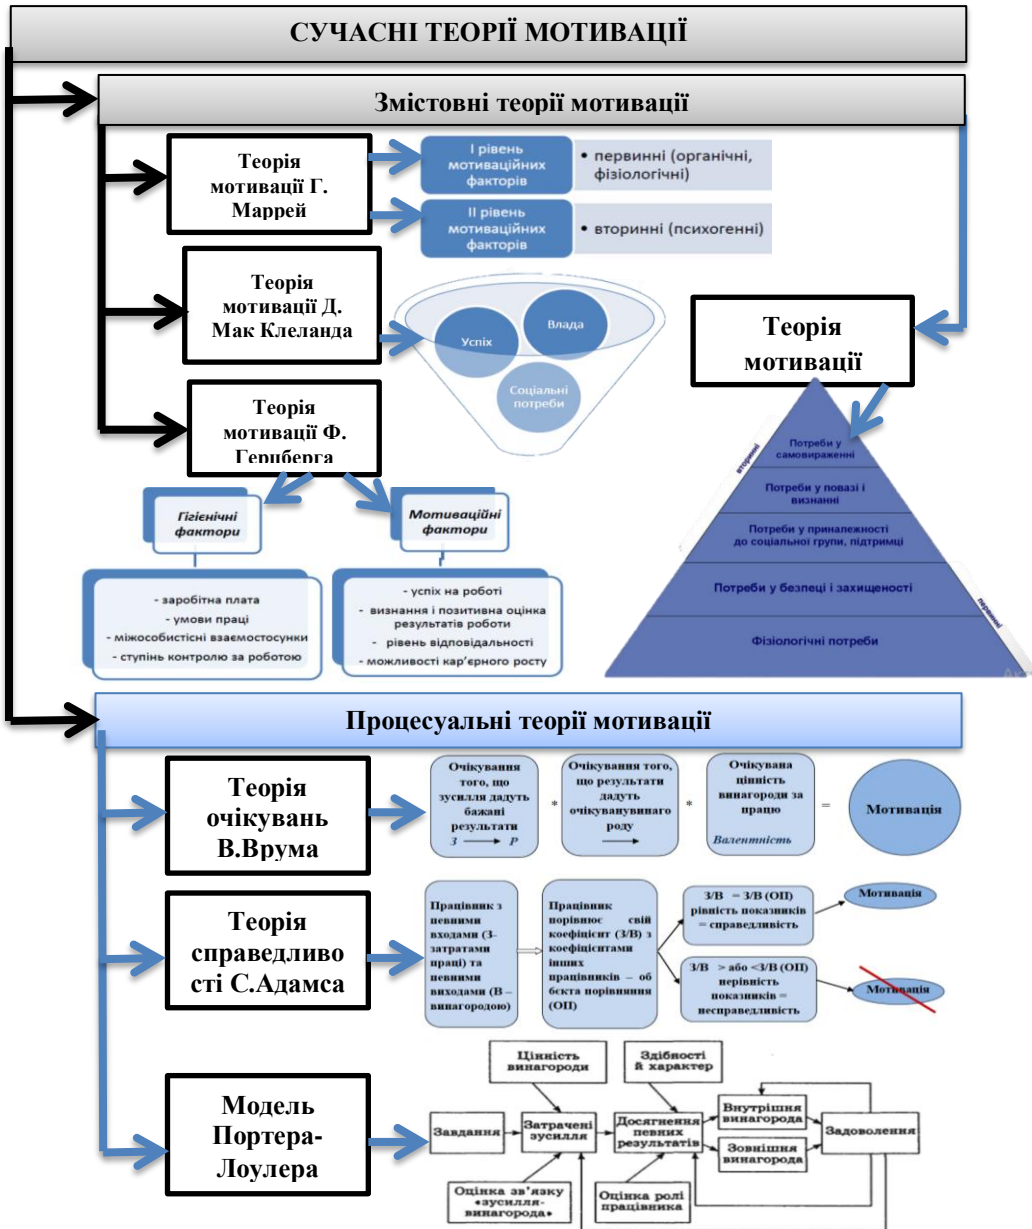 СУЧАСНІ ТЕОРІЇ МОТИВАЦІЇ
Змістовні теорії мотивації
Теорія
мотивації Г.
Маррей
І рівень
мотиваційних
факторів
• первинні (органічні,
фізіологічні)
ІІ рівень
мотиваційних
факторів
• вторинні (психогенні)
Теорія
мотивації Д.
Мак Клеланда
Успіх
Влада
Соціальні
потреби
Теорія
мотивації
Теорія
мотивації Ф.
Герцберга
Гігієнічні
фактори
Мотиваційні
фактори
- заробітна плата
- умови праці
- міжособистісні взаємостосунки
- ступінь контролю за роботою
- успіх на роботі
- визнання і позитивна оцінка
результатів роботи
- рівень відповідальності
- можливості кар’єрного росту
вторинні
Потреби у
самовираженні
Потреби у повазі і
визнанні
Потреби у приналежності
до соціальної групи, підтримці
Потреби у безпеці і захищеності
первинні
Фізіологічні потреби
Процесуальні теорії мотивації
Теорія
очікувань
В.Врума
Очікування
того, що
зусилля дадуть
бажані
результати
З Р
*
Очікування того,
що результати
дадуть
очікуванувинаго
роду
*
Очікувана
цінність
винагороди за
працю
Валентність
=
Мотивація
Теорія
справедливо
сті С.Адамса
Працівник з
певними
входами (З-
затратами
праці) та
певними
виходами (В –
винагородою)
Працівник
порівнює свій
коефіцієнт (З/В) з
коефіцієнтами
інших
працівників – об
бєкта порівняння
(ОП)
З/В = З/В (ОП)
рівність показників
= справедливість
Мотивація
З/В > або <З/В (ОП)
нерівність
показників =
несправедливість
Мотивація
Модель
Портера-
Лоулера
Цінність
винагороди
Здібності
й характер
Завдання
Затрачені
зусилля
Досягнення
певних
результатів
Внутрішня
винагорода
Зовнішня
винагорода
Задоволення
Оцінка зв’язку
«зусилля-
винагорода»
Оцінка ролі
працівника